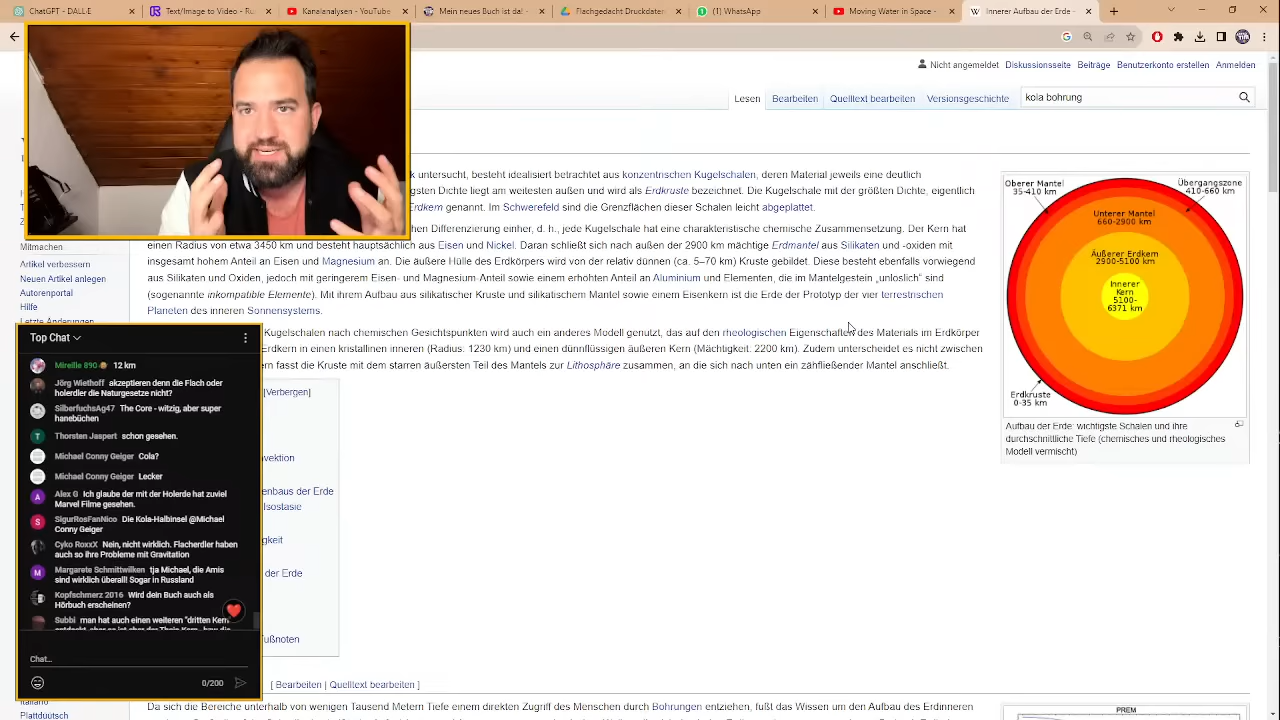 ChatGPT - DALL·E
Text/Image to Video - Ru
Kanalanalysen - YouTube
Mein neues Buch ist da! -
Flachgedacht Druckdaten
(1) WhatsApp
Boiling Water in Space -
Innerer Aufbau der Erde -
Nicht angemeldet Diskussionsseite Beiträge Benutzerkonto erstellen Anmelden
Lesen Bearbeiten Quelltext bearbeiten Versionsgeschichte
kola bohrung
untersucht, besteht aus konzentrischen Kugelschalen, deren Material jeweils eine deutlich
Dichten liegt am weitesten außen und wird als Erdkruste bezeichnet. Die Kugelschale mit der größten Dichte, eigentlich
Erdkern genannt. Im Schwerefeld sind die Grenzflächen dieser Schalen leicht abgeplattet.
einander, d. h., jede Kugelschale hat eine charakteristische chemische Zusammensetzung. Der Kern hat
einen Radius von etwa 3450 km und besteht hauptsächlich aus Eisen und Nickel. Daran schließt sich nach außen der 2900 km mächtige Erdmantel aus Silikaten und -oxiden mit
insgesamt hohem Anteil an Eisen und Magnesium an. Die äußere Hülle des Erdkörpers wird von der relativ dünnen (ca. 5–70 km) Kruste gebildet. Diese besteht ebenfalls vorwiegend
aus Silikaten und Oxiden, jedoch mit geringerem Eisen- und Magnesiumanteil. Dafür weist sie einen erhöhten Anteil an Aluminium und Elementen, die im Mantelgestein „unlöslich“ sind
(sogenannte inkompatible Elemente). Mit ihrem Aufbau aus silikatischer Kruste und silikatischem Mantel sowie einem Eisenkern ist die Erde der Prototyp der vier terrestrischen
Planeten des inneren Sonnensystems.
Kugelschalen nach chemischen Gesichtspunkten wird auch ein anderes Modell genutzt, das auf den rheologischen Eigenschaften des Materials im Erdkörper
Erdkern in einen kristallinen inneren (Radius: 1230 km) und einen dünnflüssigen äußeren Kern (Mächtigkeit: 2200 km). Zudem unterscheidet es nicht zwischen
fasst die Kruste mit dem starren äußersten Teil des Mantels zur Lithosphäre zusammen, an die sich nach unten ein zähfließender Mantel anschließt.
[Verbergen]
vektion
enbaus der Erde
Isostasie
gkeit
der Erde
ußnoten
[ Bearbeiten | Quelltext bearbeiten ]
Da sich die Bereiche unterhalb von wenigen Tausend Metern Tiefe einem direkten Zugriff des Menschen durch Bohrungen entziehen, fußt das Wissen um den Aufbau des Erdinneren
Oberer Mantel
35-410 km
Übergangszone
410-660 km
Unterer Mantel
660-2900 km
Äußerer Erdkern
2900-5100 km
Innerer
Kern
5100-
6371 km
Erdkruste
0-35 km
Aufbau der Erde: wichtigste Schalen und ihre
durchschnittliche Tiefe (chemisches und rheologisches
Modell vermischt)
PREM
Mitmachen
Artikel verbessern
Neuen Artikel anlegen
Autorenportal
Hilfe
Letzte Änderungen
Top Chat
Mireille 890 12 km
Jörg Wiethoff akzeptieren denn die Flach oder
holerdler die Naturgesetze nicht?
SilberfuchsAg47 The Core - witzig, aber super
hanebüchen
T Thorsten Jaspert schon gesehen.
Michael Conny Geiger Cola?
Michael Conny Geiger Lecker
A Alex G Ich glaube der mit der Holerde hat zuviel
Marvel Filme gesehen.
S SigurRosFanNico Die Kola-Halbinsel @Michael
Conny Geiger
Cyko RoxxX Nein, nicht wirklich. Flacherdler haben
auch so ihre Probleme mit Gravitation
M Margarete Schmittwilken tja Michael, die Amis
sind wirklich überall! Sogar in Russland
Kopfschmerz 2016 Wird dein Buch auch als
Hörbuch erscheinen?
Subbi man hat auch einen weiteren "dritten Kern"
Chat...
0/200
Italiano
Plattdüütsch